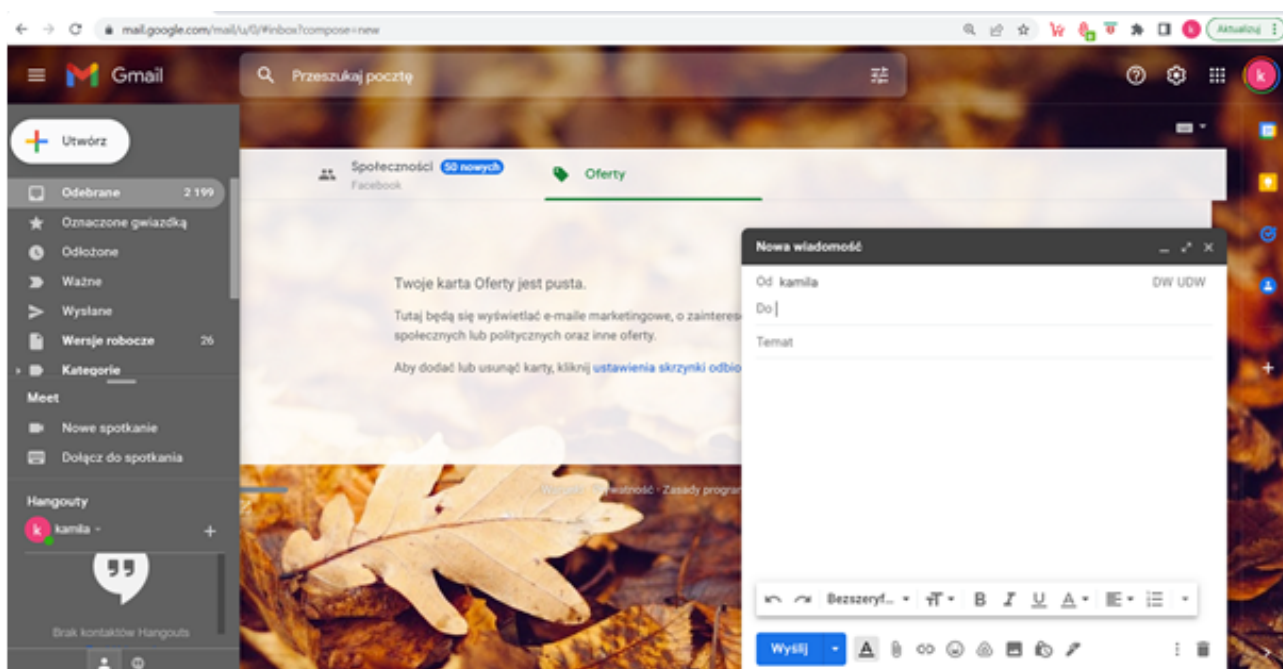 mail.google.com/mail/u/0/#inbox?compose=new
Aktualizuj
Gmail
Przeszukaj pocztę
k
Utwórz
Społeczności 50 nowych
Facebook
Oferty
Odebrane 2 199
Oznaczone gwiazdką
Odłożone
Ważne
Wysłane
Wersje robocze 26
Kategorie
Meet
Nowe spotkanie
Dołącz do spotkania
Hangouty
k kamila
Brak kontaktów Hangouts
Twoje karta Oferty jest pusta.
Tutaj będą się wyświetlać e-maile marketingowe, o zainteres
społecznych lub politycznych oraz inne oferty.
Aby dodać lub usunąć karty, kliknij ustawienia skrzynki odbio
Prywatność · Zasady program
Nowa wiadomość
Od kamila DW UDW
Do
Temat
Bezszeryf...
B I U A
Wyślij A